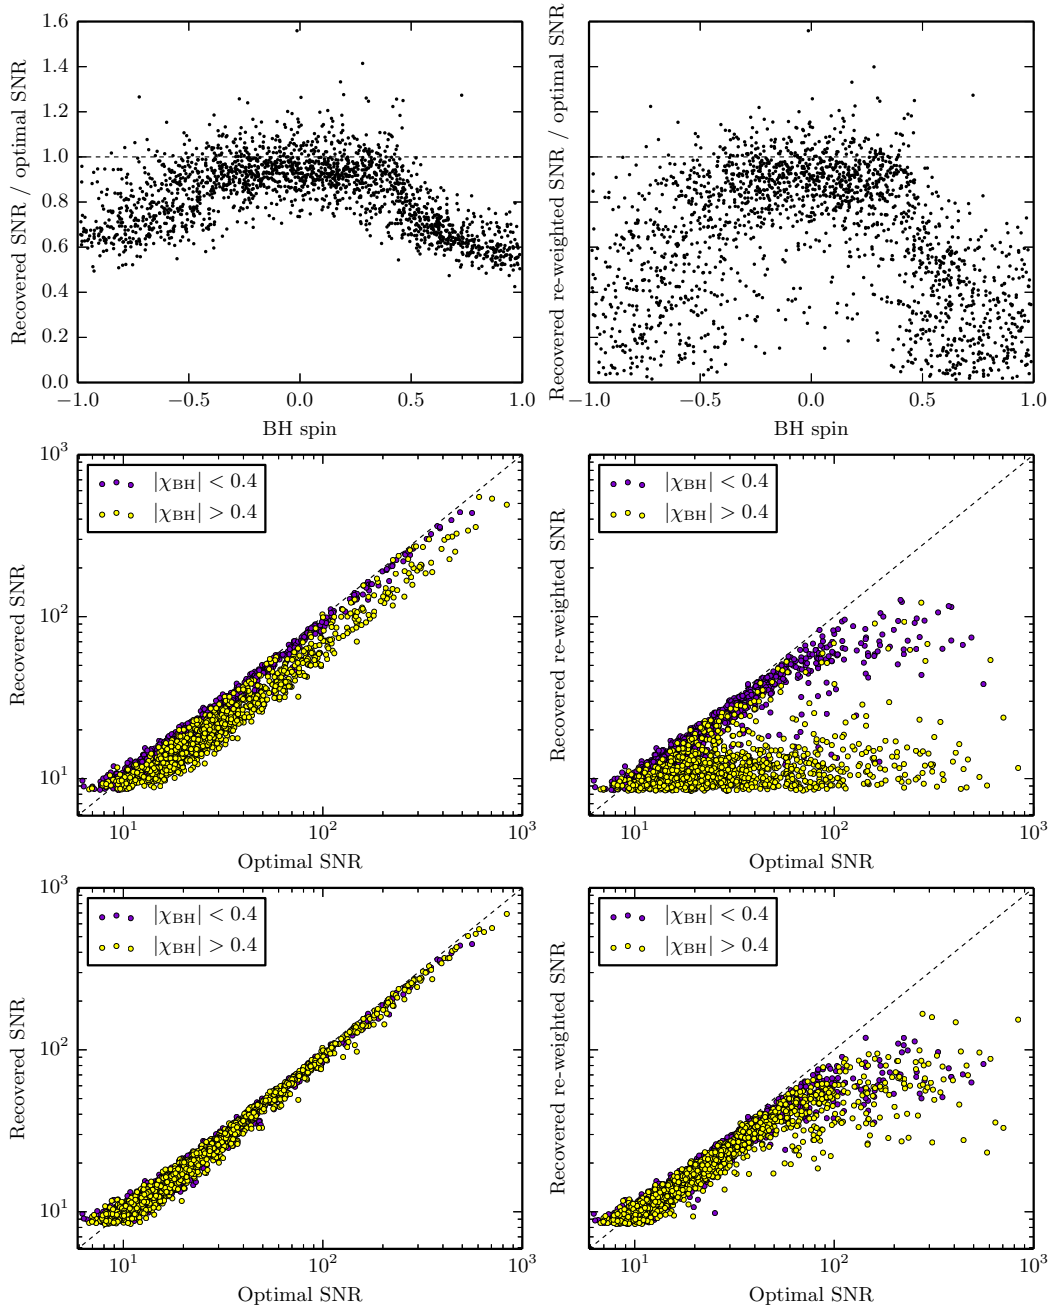 Recovered SNR / optimal SNR
1.6
1.4
1.2
1.0
0.8
0.6
0.4
0.2
0.0
−1.0 −0.5 0.0 0.5 1.0
BH spin
Recovered re-weighted SNR / optimal SNR
−1.0 −0.5 0.0 0.5 1.0
BH spin
Recovered SNR
10³
10²
10¹
|χBH| < 0.4
|χBH| > 0.4
10¹ 10² 10³
Optimal SNR
Recovered re-weighted SNR
10³
10²
10¹
|χBH| < 0.4
|χBH| > 0.4
10¹ 10² 10³
Optimal SNR
Recovered SNR
10³
10²
10¹
|χBH| < 0.4
|χBH| > 0.4
10¹ 10² 10³
Optimal SNR
Recovered re-weighted SNR
10³
10²
10¹
|χBH| < 0.4
|χBH| > 0.4
10¹ 10² 10³
Optimal SNR